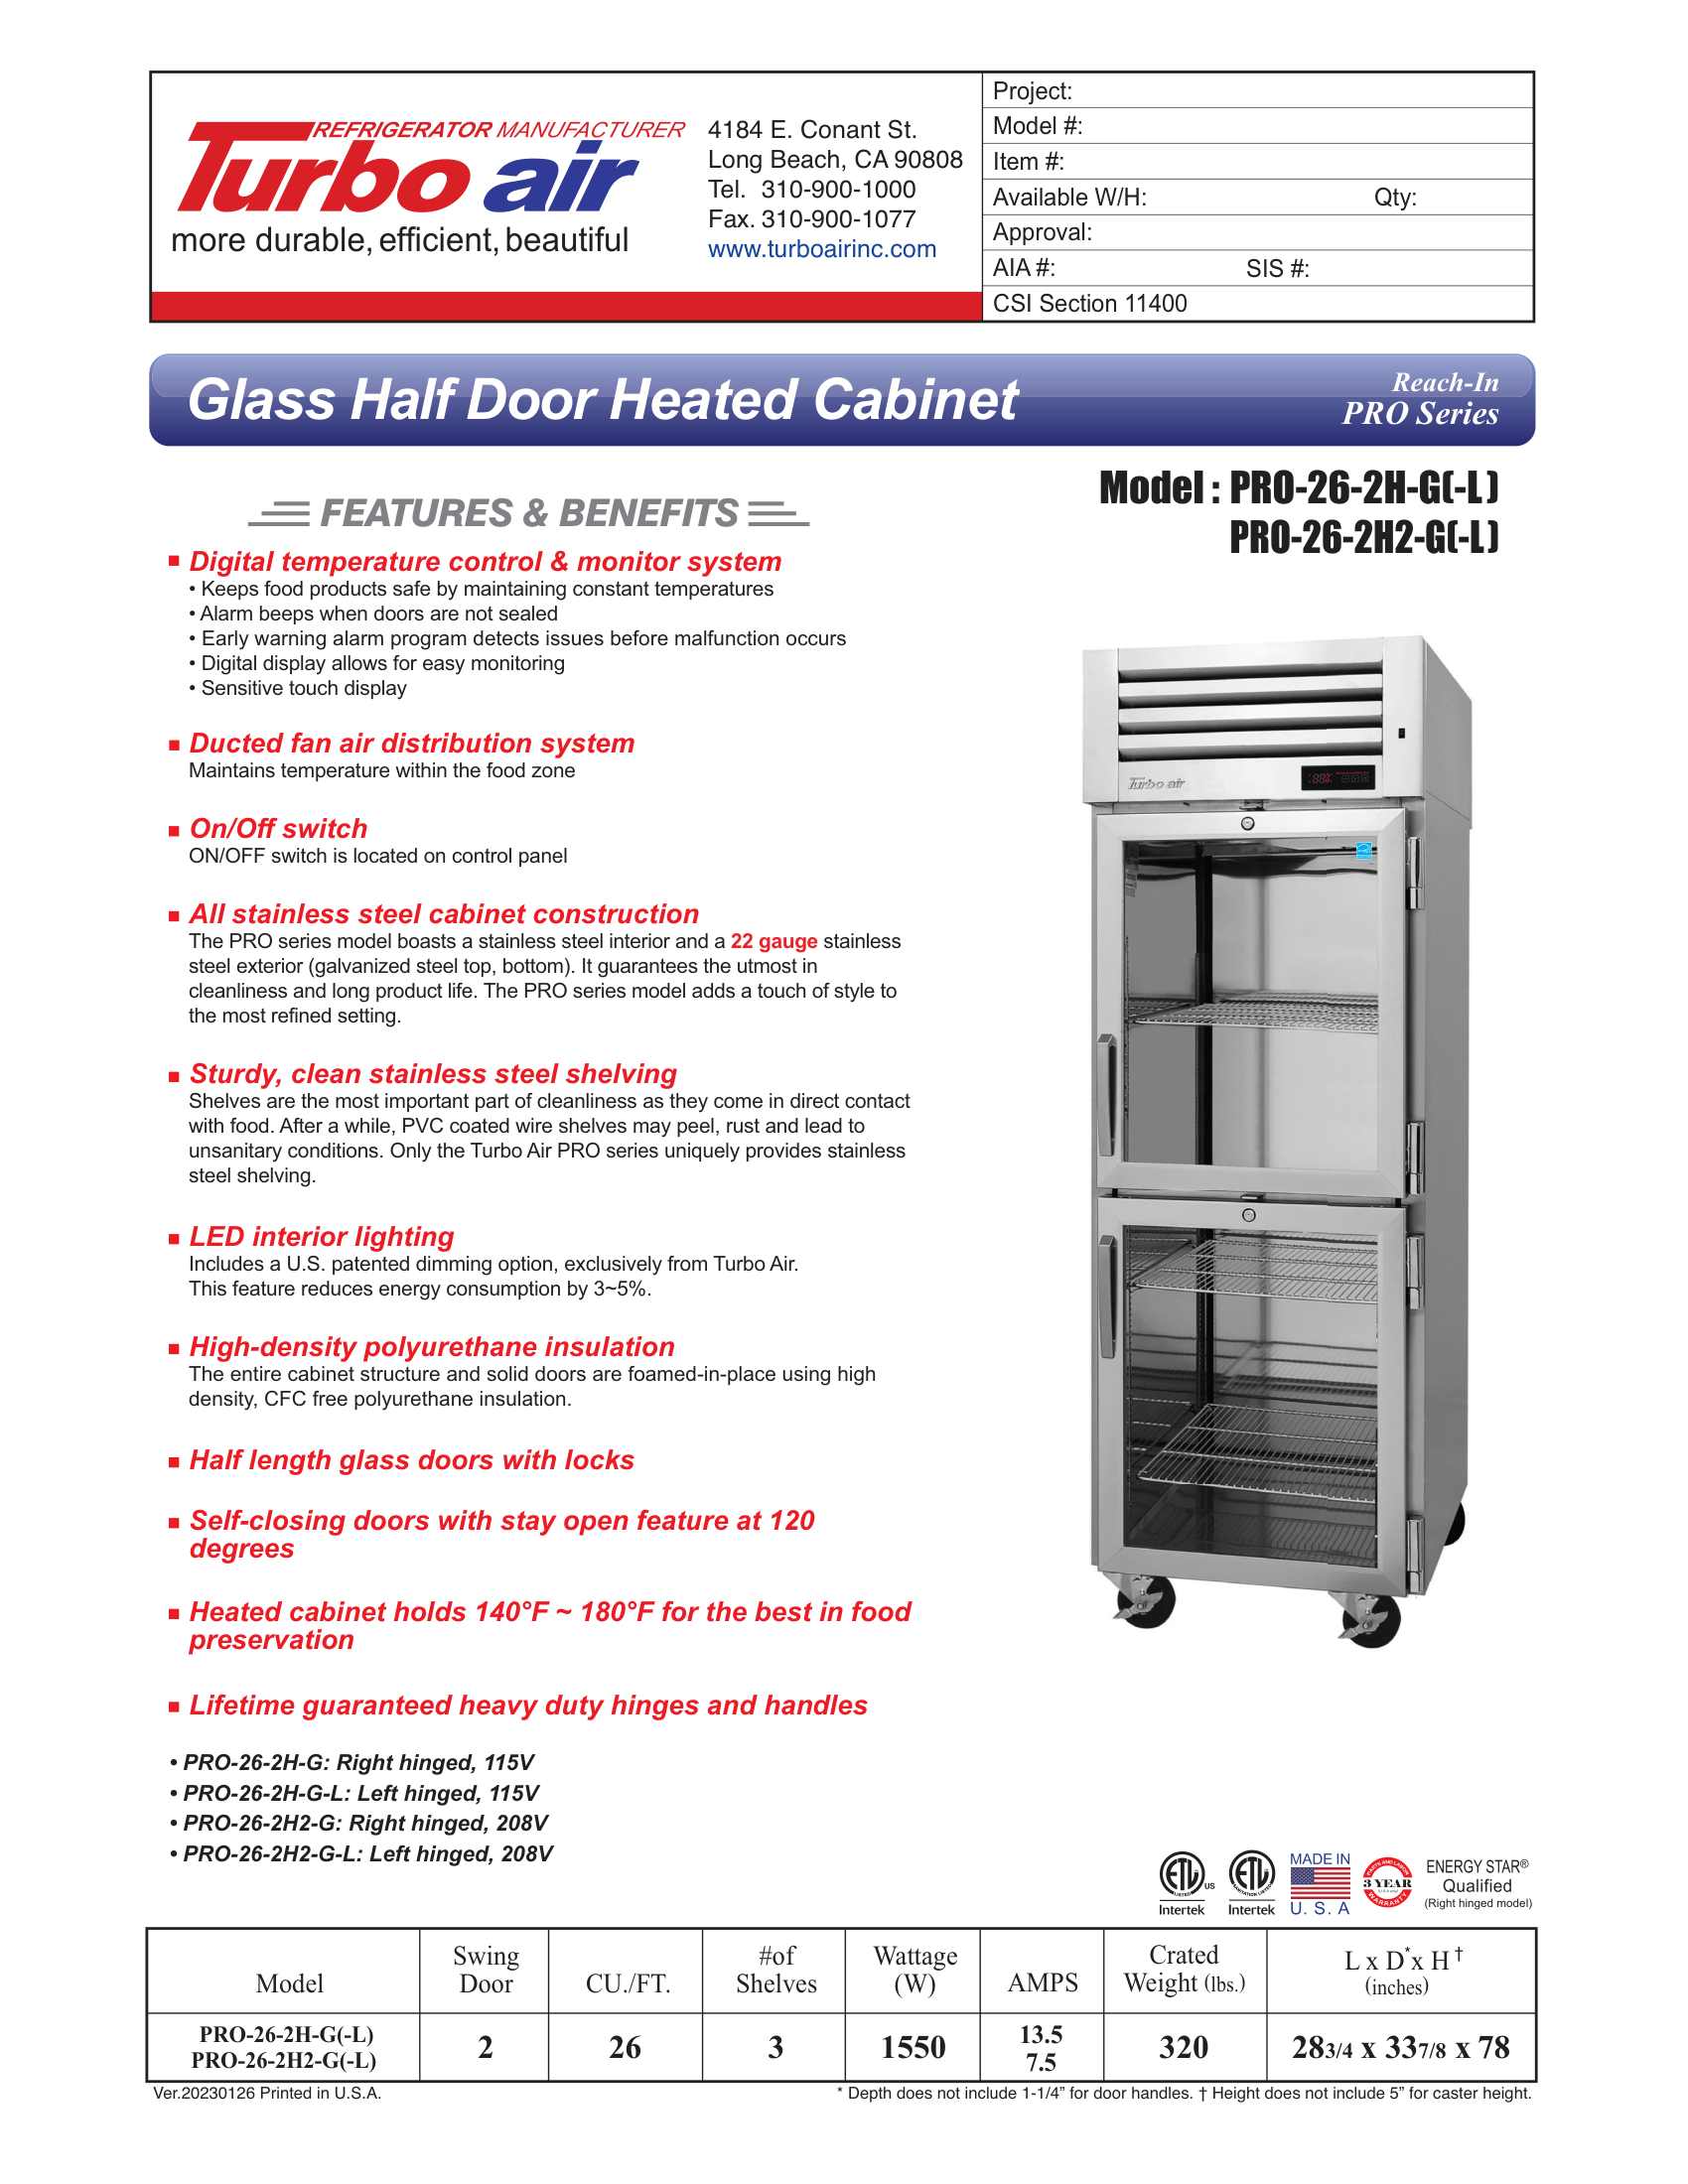 REFRIGERATOR MANUFACTURER
Turbo air
more durable, efficient, beautiful
4184 E. Conant St.
Long Beach, CA 90808
Tel. 310-900-1000
Fax. 310-900-1077
www.turboairinc.com
Project:
Model #:
Item #:
Available W/H: Qty:
Approval:
AIA #: SIS #:
CSI Section 11400
Glass Half Door Heated Cabinet
Reach-In
PRO Series
Model : PRO-26-2H-G(-L)
PRO-26-2H2-G(-L)
FEATURES & BENEFITS
■ Digital temperature control & monitor system
• Keeps food products safe by maintaining constant temperatures
• Alarm beeps when doors are not sealed
• Early warning alarm program detects issues before malfunction occurs
• Digital display allows for easy monitoring
• Sensitive touch display
■ Ducted fan air distribution system
Maintains temperature within the food zone
■ On/Off switch
ON/OFF switch is located on control panel
■ All stainless steel cabinet construction
The PRO series model boasts a stainless steel interior and a 22 gauge stainless
steel exterior (galvanized steel top, bottom). It guarantees the utmost in
cleanliness and long product life. The PRO series model adds a touch of style to
the most refined setting.
■ Sturdy, clean stainless steel shelving
Shelves are the most important part of cleanliness as they come in direct contact
with food. After a while, PVC coated wire shelves may peel, rust and lead to
unsanitary conditions. Only the Turbo Air PRO series uniquely provides stainless
steel shelving.
■ LED interior lighting
Includes a U.S. patented dimming option, exclusively from Turbo Air.
This feature reduces energy consumption by 3~5%.
■ High-density polyurethane insulation
The entire cabinet structure and solid doors are foamed-in-place using high
density, CFC free polyurethane insulation.
■ Half length glass doors with locks
■ Self-closing doors with stay open feature at 120
degrees
■ Heated cabinet holds 140°F ~ 180°F for the best in food
preservation
■ Lifetime guaranteed heavy duty hinges and handles
• PRO-26-2H-G: Right hinged, 115V
• PRO-26-2H-G-L: Left hinged, 115V
• PRO-26-2H2-G: Right hinged, 208V
• PRO-26-2H2-G-L: Left hinged, 208V
Turbo air
ETL LISTED US
Intertek
ETL SANITATION LISTED
Intertek
MADE IN
U. S. A
PARTS AND LABOR
3 YEAR
WARRANTY
ENERGY STAR®
Qualified
(Right hinged model)
Model Swing Door CU./FT. #of Shelves Wattage (W) AMPS Crated Weight (lbs.) L x D* x H † (inches)
PRO-26-2H-G(-L) PRO-26-2H2-G(-L) 2 26 3 1550 13.5 7.5 320 28 3/4 x 33 7/8 x 78
Ver.20230126 Printed in U.S.A.
* Depth does not include 1-1/4” for door handles. † Height does not include 5” for caster height.